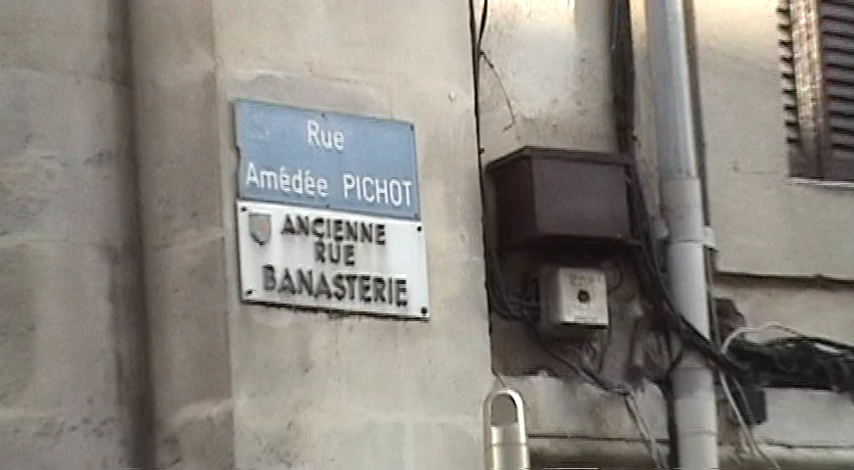 Rue
Amédée PICHOT
ANCIENNE
RUE
BANASTERIE